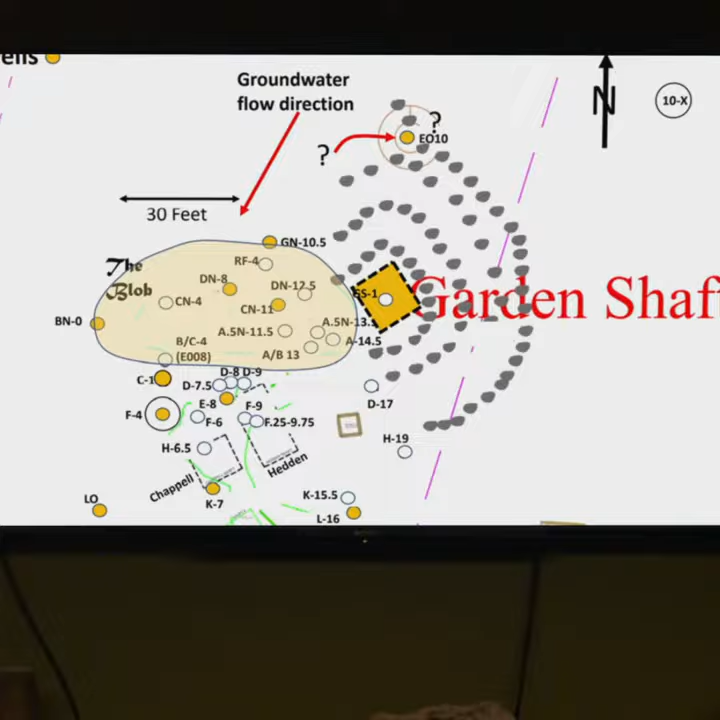 Groundwater
flow direction
N
10-X
?
EO10
?
30 Feet
GN-10.5
RF-4
The
Blob
DN-8
DN-12.5
GS-1
Garden Shaf
CN-4
CN-11
BN-0
A.5N-11.5
A.5N-13.5
B/C-4
(E008)
A/B 13
A-14.5
C-1
D-8 D-9
D-7.5
E-8
D-17
F-4
F-6
F-9
F.25-9.75
H-6.5
H-19
Chappell
Hedden
LO
K-7
K-15.5
L-16